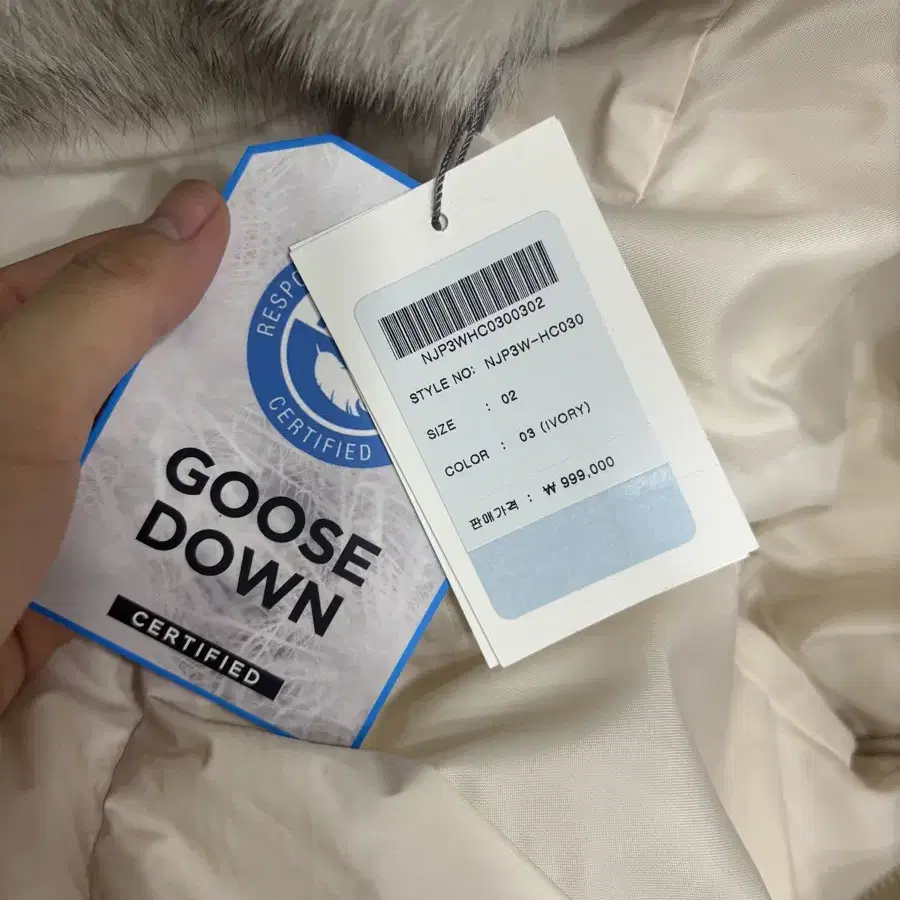 CERTIFIED
GOOSE
DOWN
CERTIFIED
NJP3WHC0300302
STYLE NO: NJP3W-HC030
SIZE : 02
COLOR : 03 (IVORY)
판매가격 : ₩ 999,000